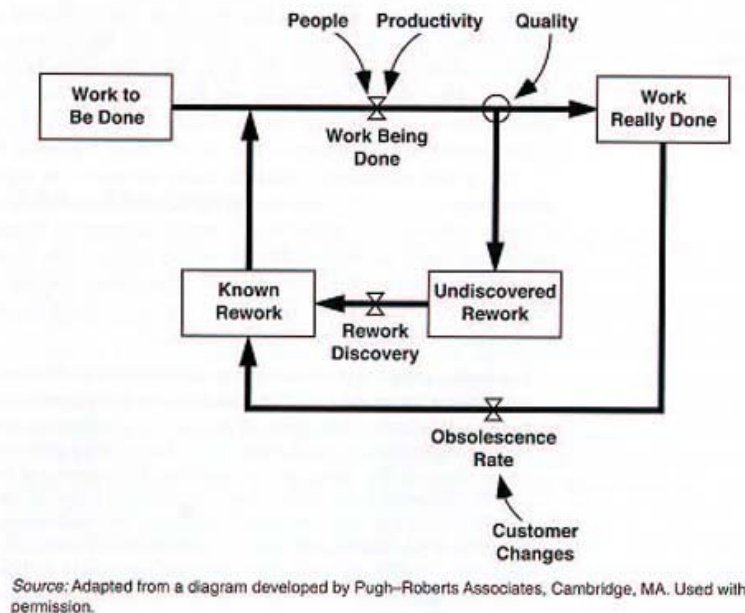 People Productivity Quality
Work to
Be Done
Work
Really Done
Work Being
Done
Known
Rework
Undiscovered
Rework
Rework
Discovery
Obsolescence
Rate
Customer
Changes
Source: Adapted from a diagram developed by Pugh–Roberts Associates, Cambridge, MA. Used with
permission.